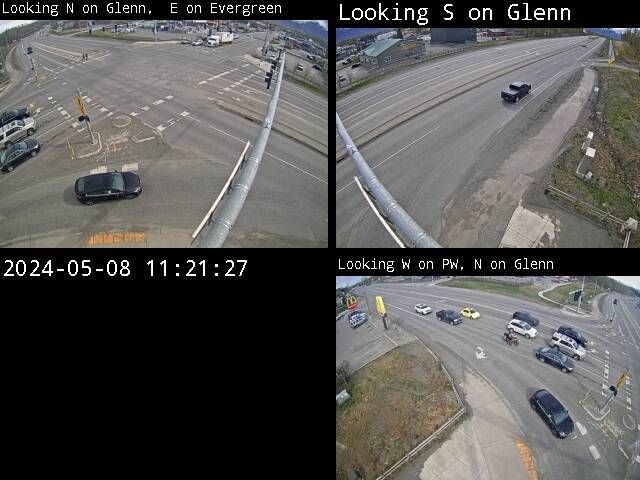 Looking N on Glenn,  E on Evergreen
Looking S on Glenn
2024-05-08 11:21:27
Looking W on PW, N on Glenn